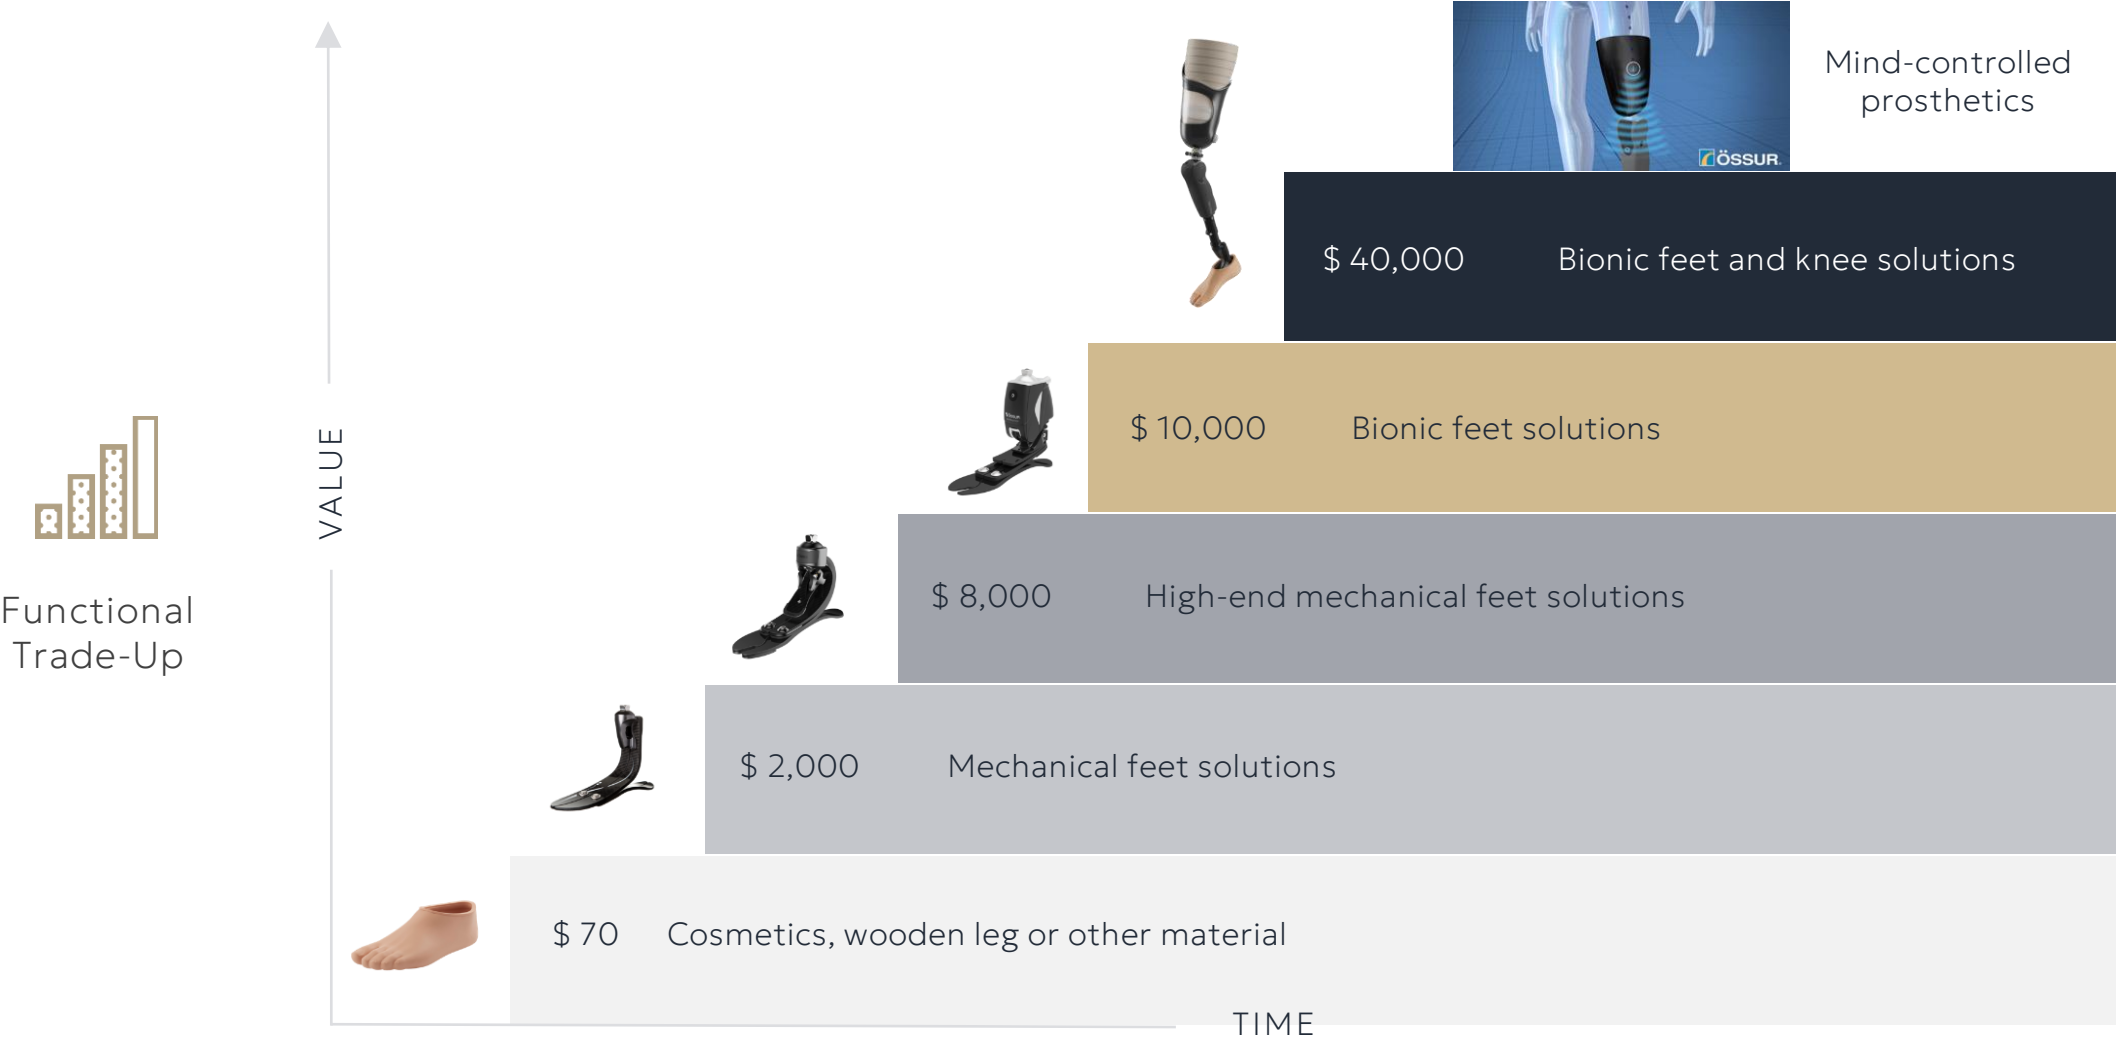 Mind-controlled
prosthetics
ÖSSUR
$ 40,000 Bionic feet and knee solutions
$ 10,000 Bionic feet solutions
VALUE
$ 8,000 High-end mechanical feet solutions
Functional
Trade-Up
$ 2,000 Mechanical feet solutions
$ 70 Cosmetics, wooden leg or other material
TIME